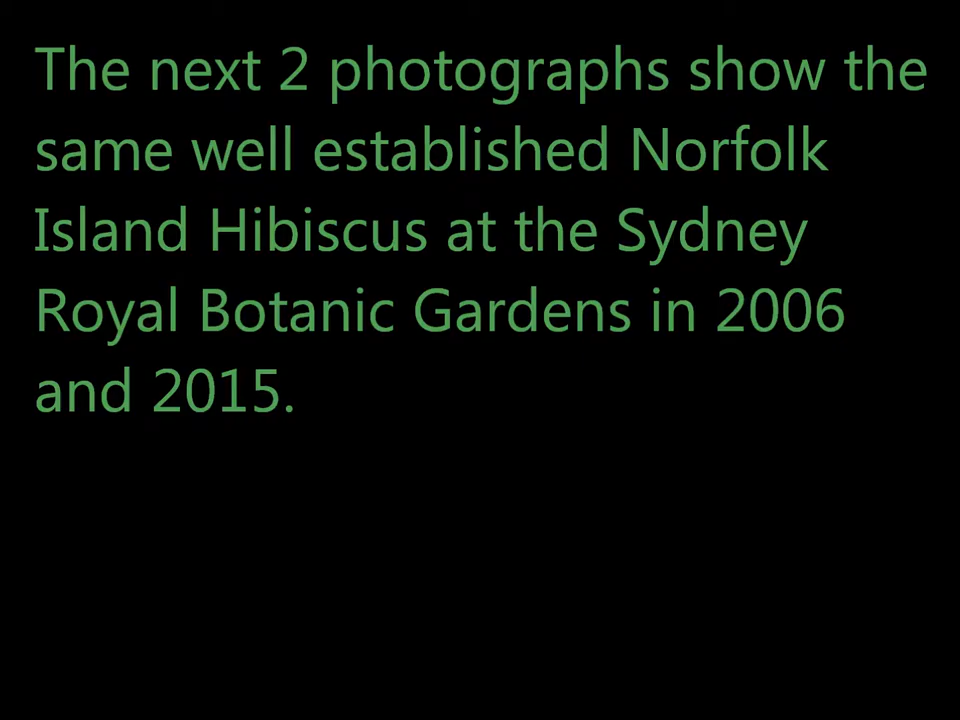 The next 2 photographs show the
same well established Norfolk
Island Hibiscus at the Sydney
Royal Botanic Gardens in 2006
and 2015.